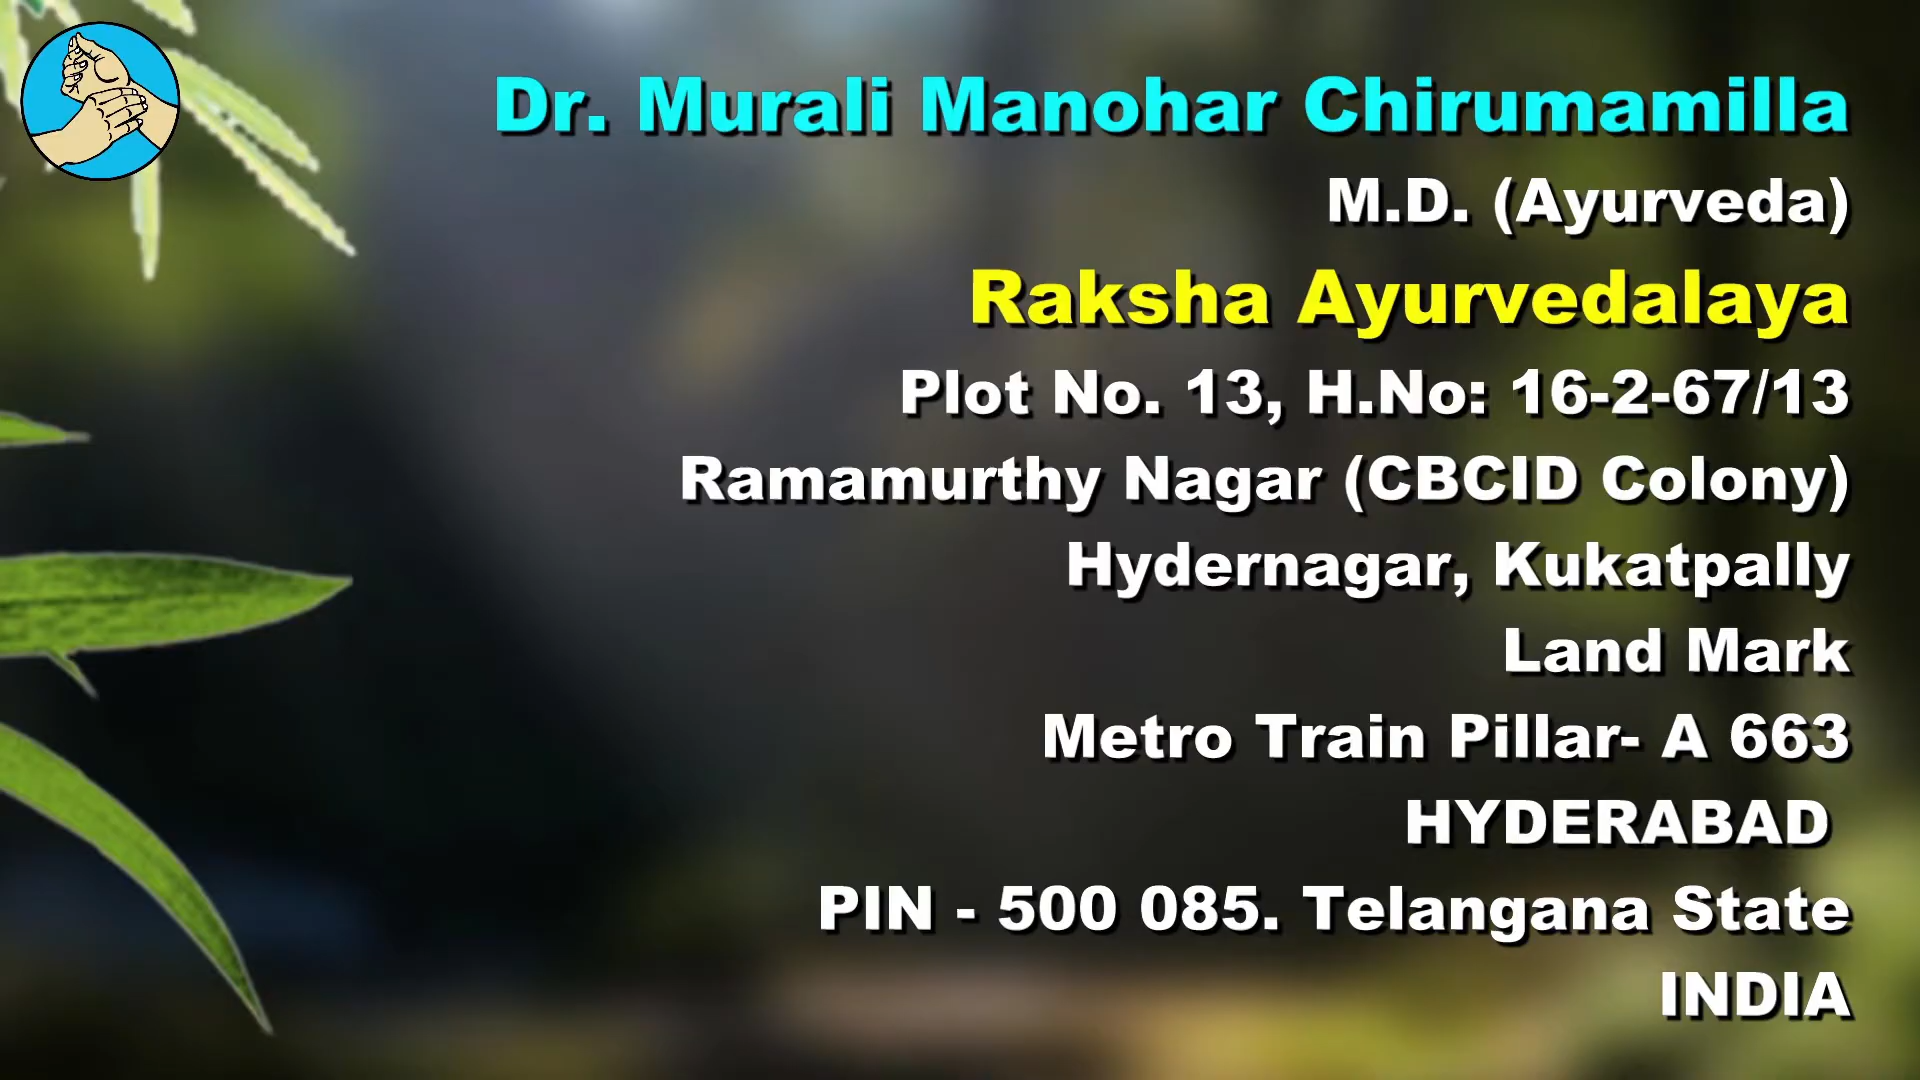 Dr. Murali Manohar Chirumamilla
M.D. (Ayurveda)
Raksha Ayurvedalaya
Plot No. 13, H.No: 16-2-67/13
Ramamurthy Nagar (CBCID Colony)
Hydernagar, Kukatpally
Land Mark
Metro Train Pillar- A 663
HYDERABAD
PIN - 500 085. Telangana State
INDIA